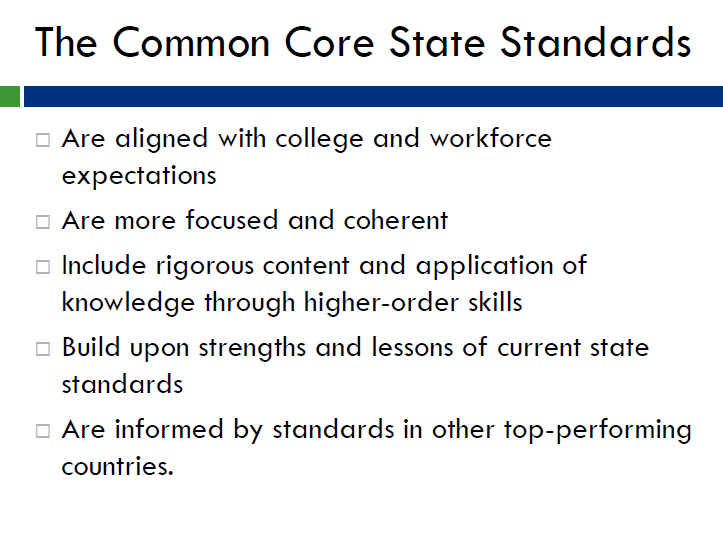 The Common Core State Standards
Are aligned with college and workforce
expectations
Are more focused and coherent
Include rigorous content and application of
knowledge through higher-order skills
Build upon strengths and lessons of current state
standards
Are informed by standards in other top-performing
countries.